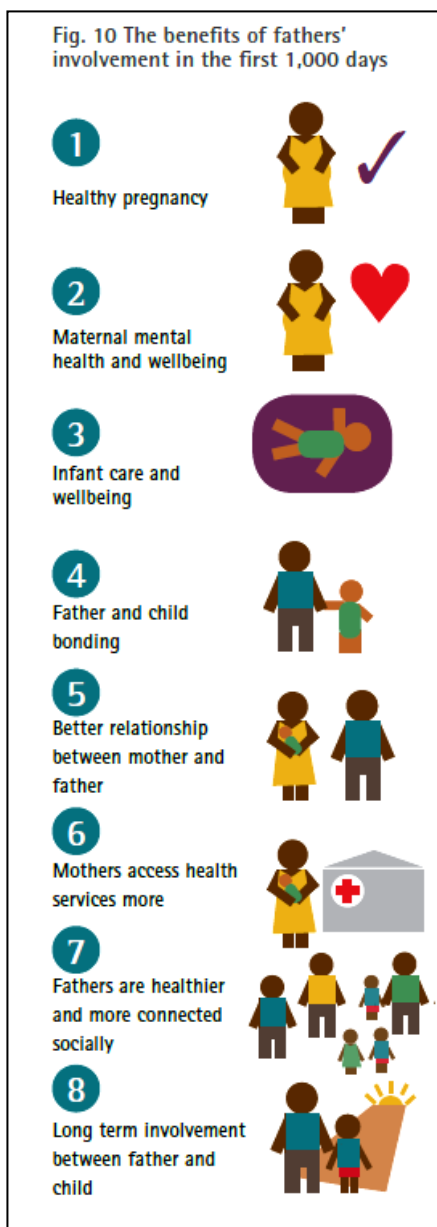 Fig. 10 The benefits of fathers'
involvement in the first 1,000 days
1
Healthy pregnancy
2
Maternal mental
health and wellbeing
3
Infant care and
wellbeing
4
Father and child
bonding
5
Better relationship
between mother and
father
6
Mothers access health
services more
7
Fathers are healthier
and more connected
socially
8
Long term involvement
between father and
child